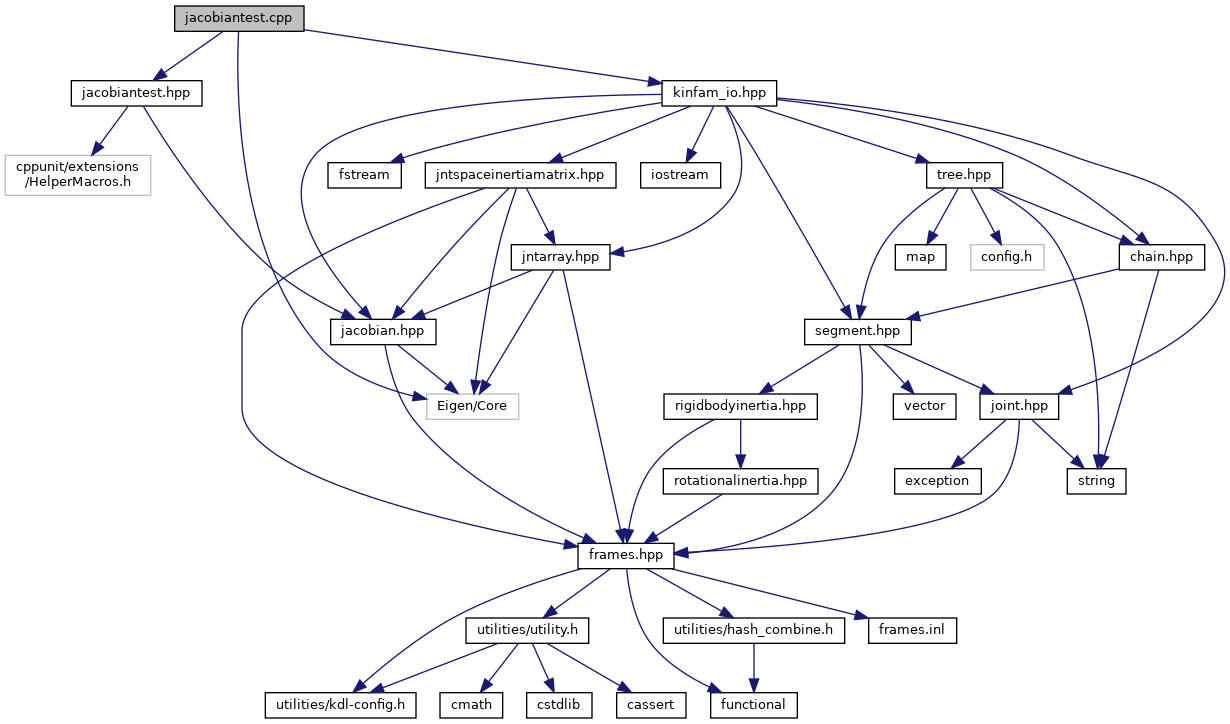 jacobiantest.cpp
jacobiantest.hpp
kinfam_io.hpp
cppunit/extensions
/HelperMacros.h
fstream
jntspaceinertiamatrix.hpp
iostream
tree.hpp
jntarray.hpp
map
config.h
chain.hpp
jacobian.hpp
segment.hpp
Eigen/Core
rigidbodyinertia.hpp
vector
joint.hpp
rotationalinertia.hpp
exception
string
frames.hpp
utilities/utility.h
utilities/hash_combine.h
frames.inl
utilities/kdl-config.h
cmath
cstdlib
cassert
functional